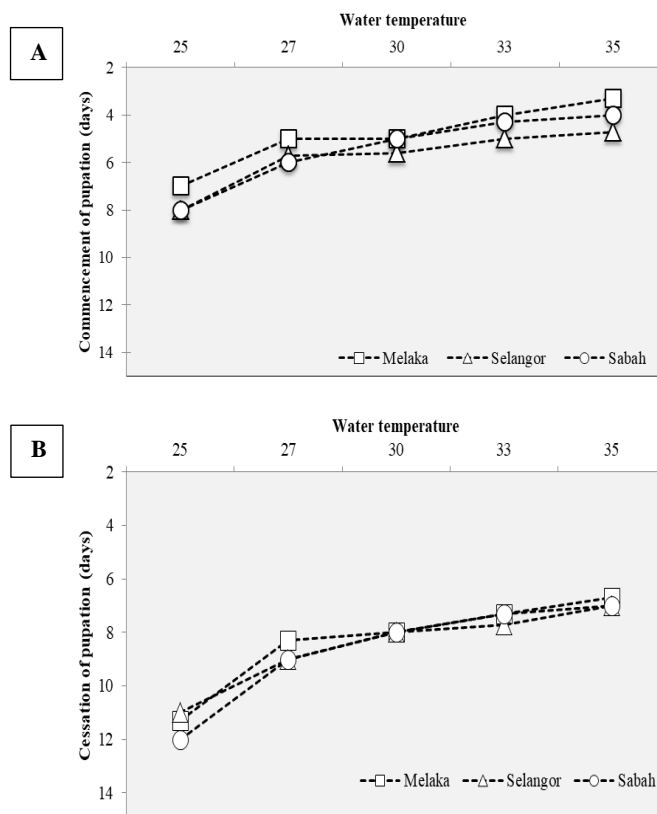 A
Water temperature
25 27 30 33 35
Commencement of pupation (days)
2
4
6
8
10
12
14
Melaka Selangor Sabah
B
Water temperature
25 27 30 33 35
Cessation of pupation (days)
2
4
6
8
10
12
14
Melaka Selangor Sabah